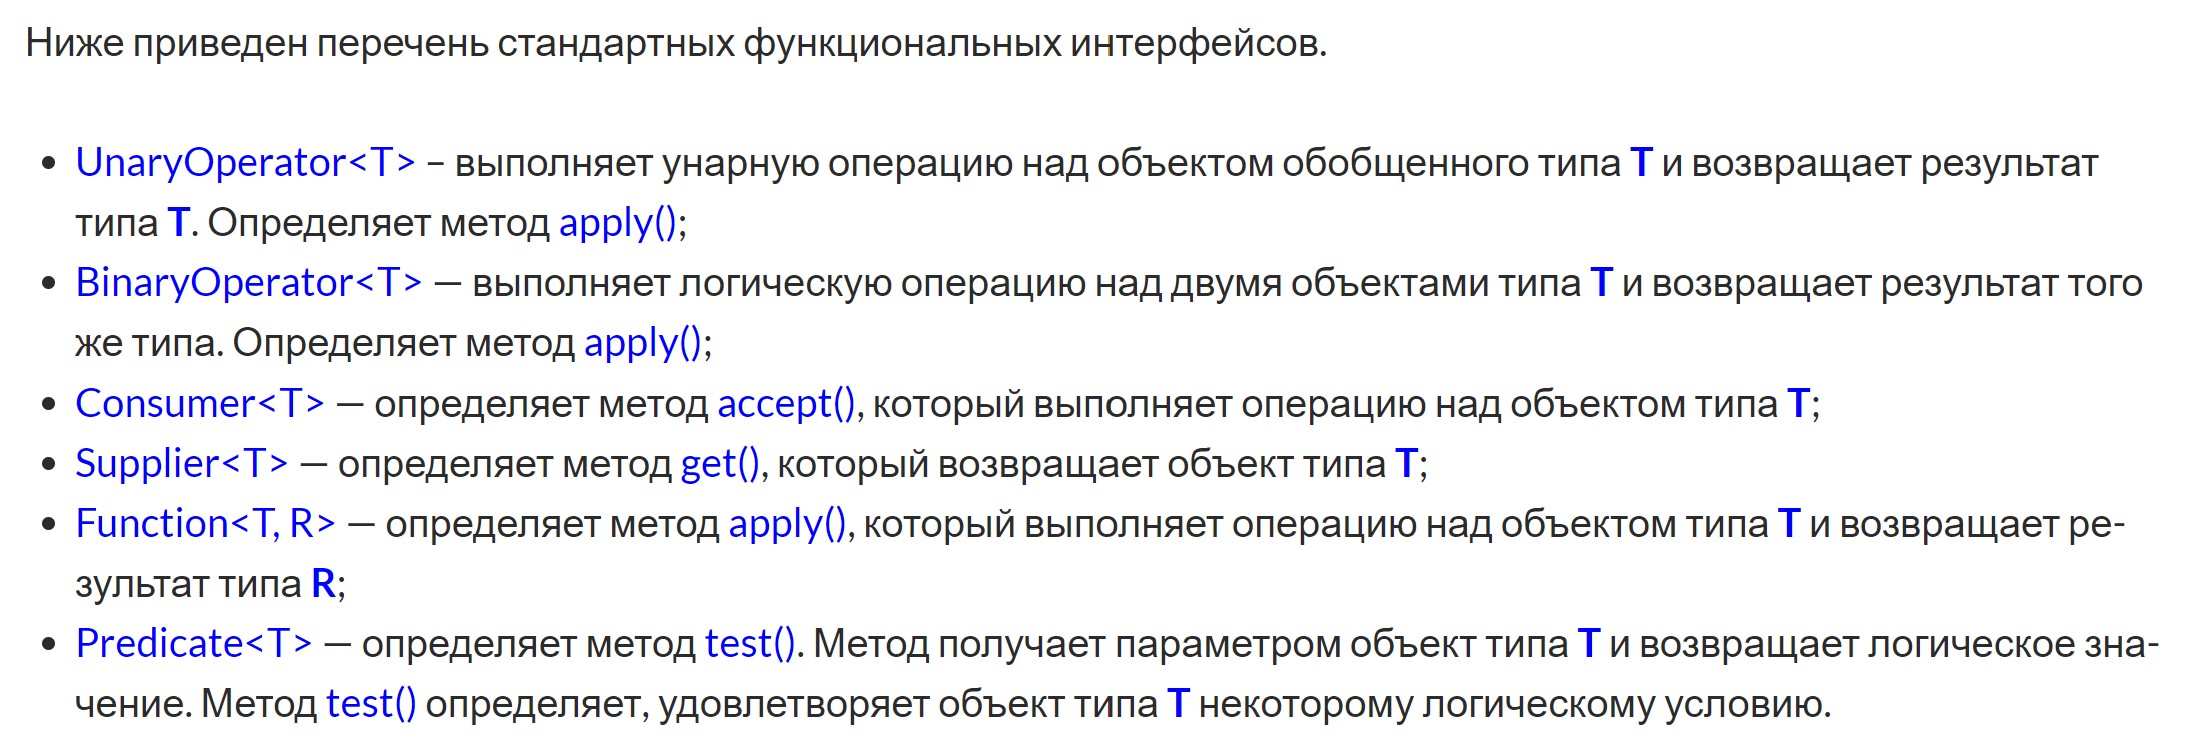 Ниже приведен перечень стандартных функциональных интерфейсов.
• UnaryOperator<T> – выполняет унарную операцию над объектом обобщенного типа T и возвращает результат
типа T. Определяет метод apply();
• BinaryOperator<T> — выполняет логическую операцию над двумя объектами типа T и возвращает результат того
же типа. Определяет метод apply();
• Consumer<T> — определяет метод accept(), который выполняет операцию над объектом типа T;
• Supplier<T> — определяет метод get(), который возвращает объект типа T;
• Function<T, R> — определяет метод apply(), который выполняет операцию над объектом типа T и возвращает ре-
зультат типа R;
• Predicate<T> — определяет метод test(). Метод получает параметром объект типа T и возвращает логическое зна-
чение. Метод test() определяет, удовлетворяет объект типа T некоторому логическому условию.